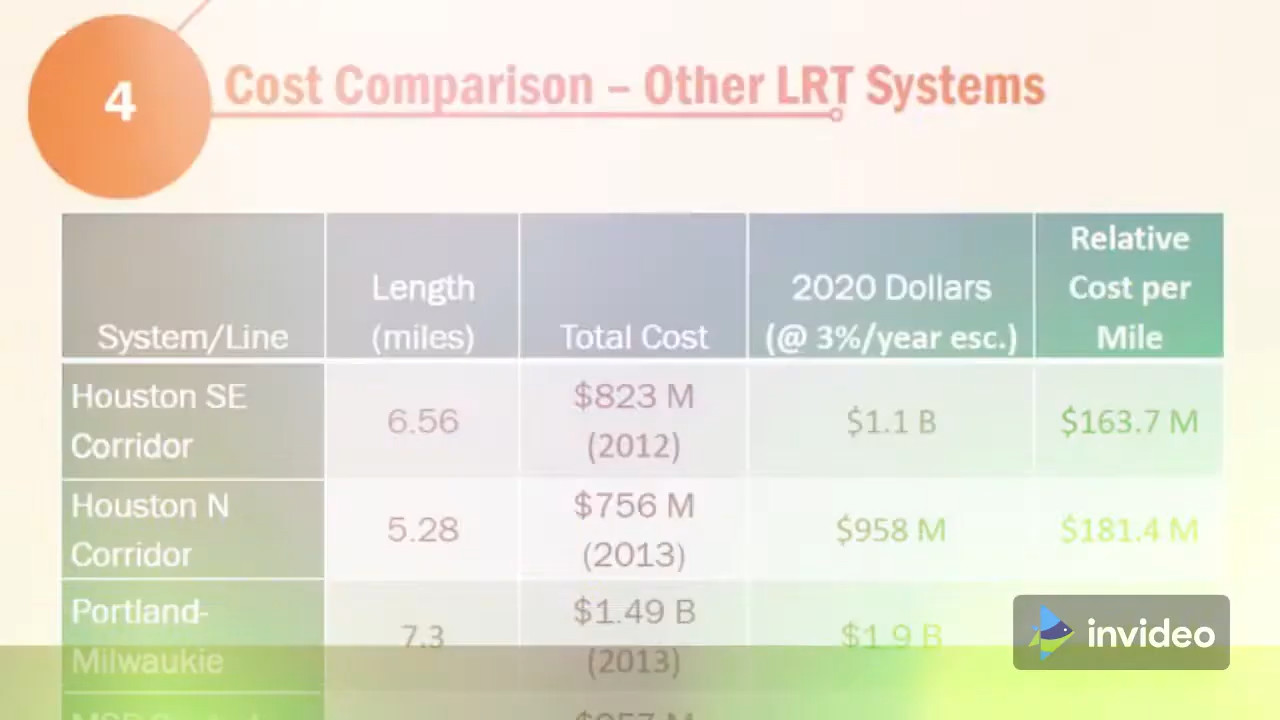 4
Cost Comparison – Other LRT Systems
System/Line
Length
(miles)
Total Cost
2020 Dollars
(@ 3%/year esc.)
Relative
Cost per
Mile
Houston SE
Corridor
6.56
$823 M
(2012)
$1.1 B
$163.7 M
Houston N
Corridor
5.28
$756 M
(2013)
$958 M
$181.4 M
Portland-
Milwaukie
7.3
$1.49 B
(2013)
$1.9 B
invideo